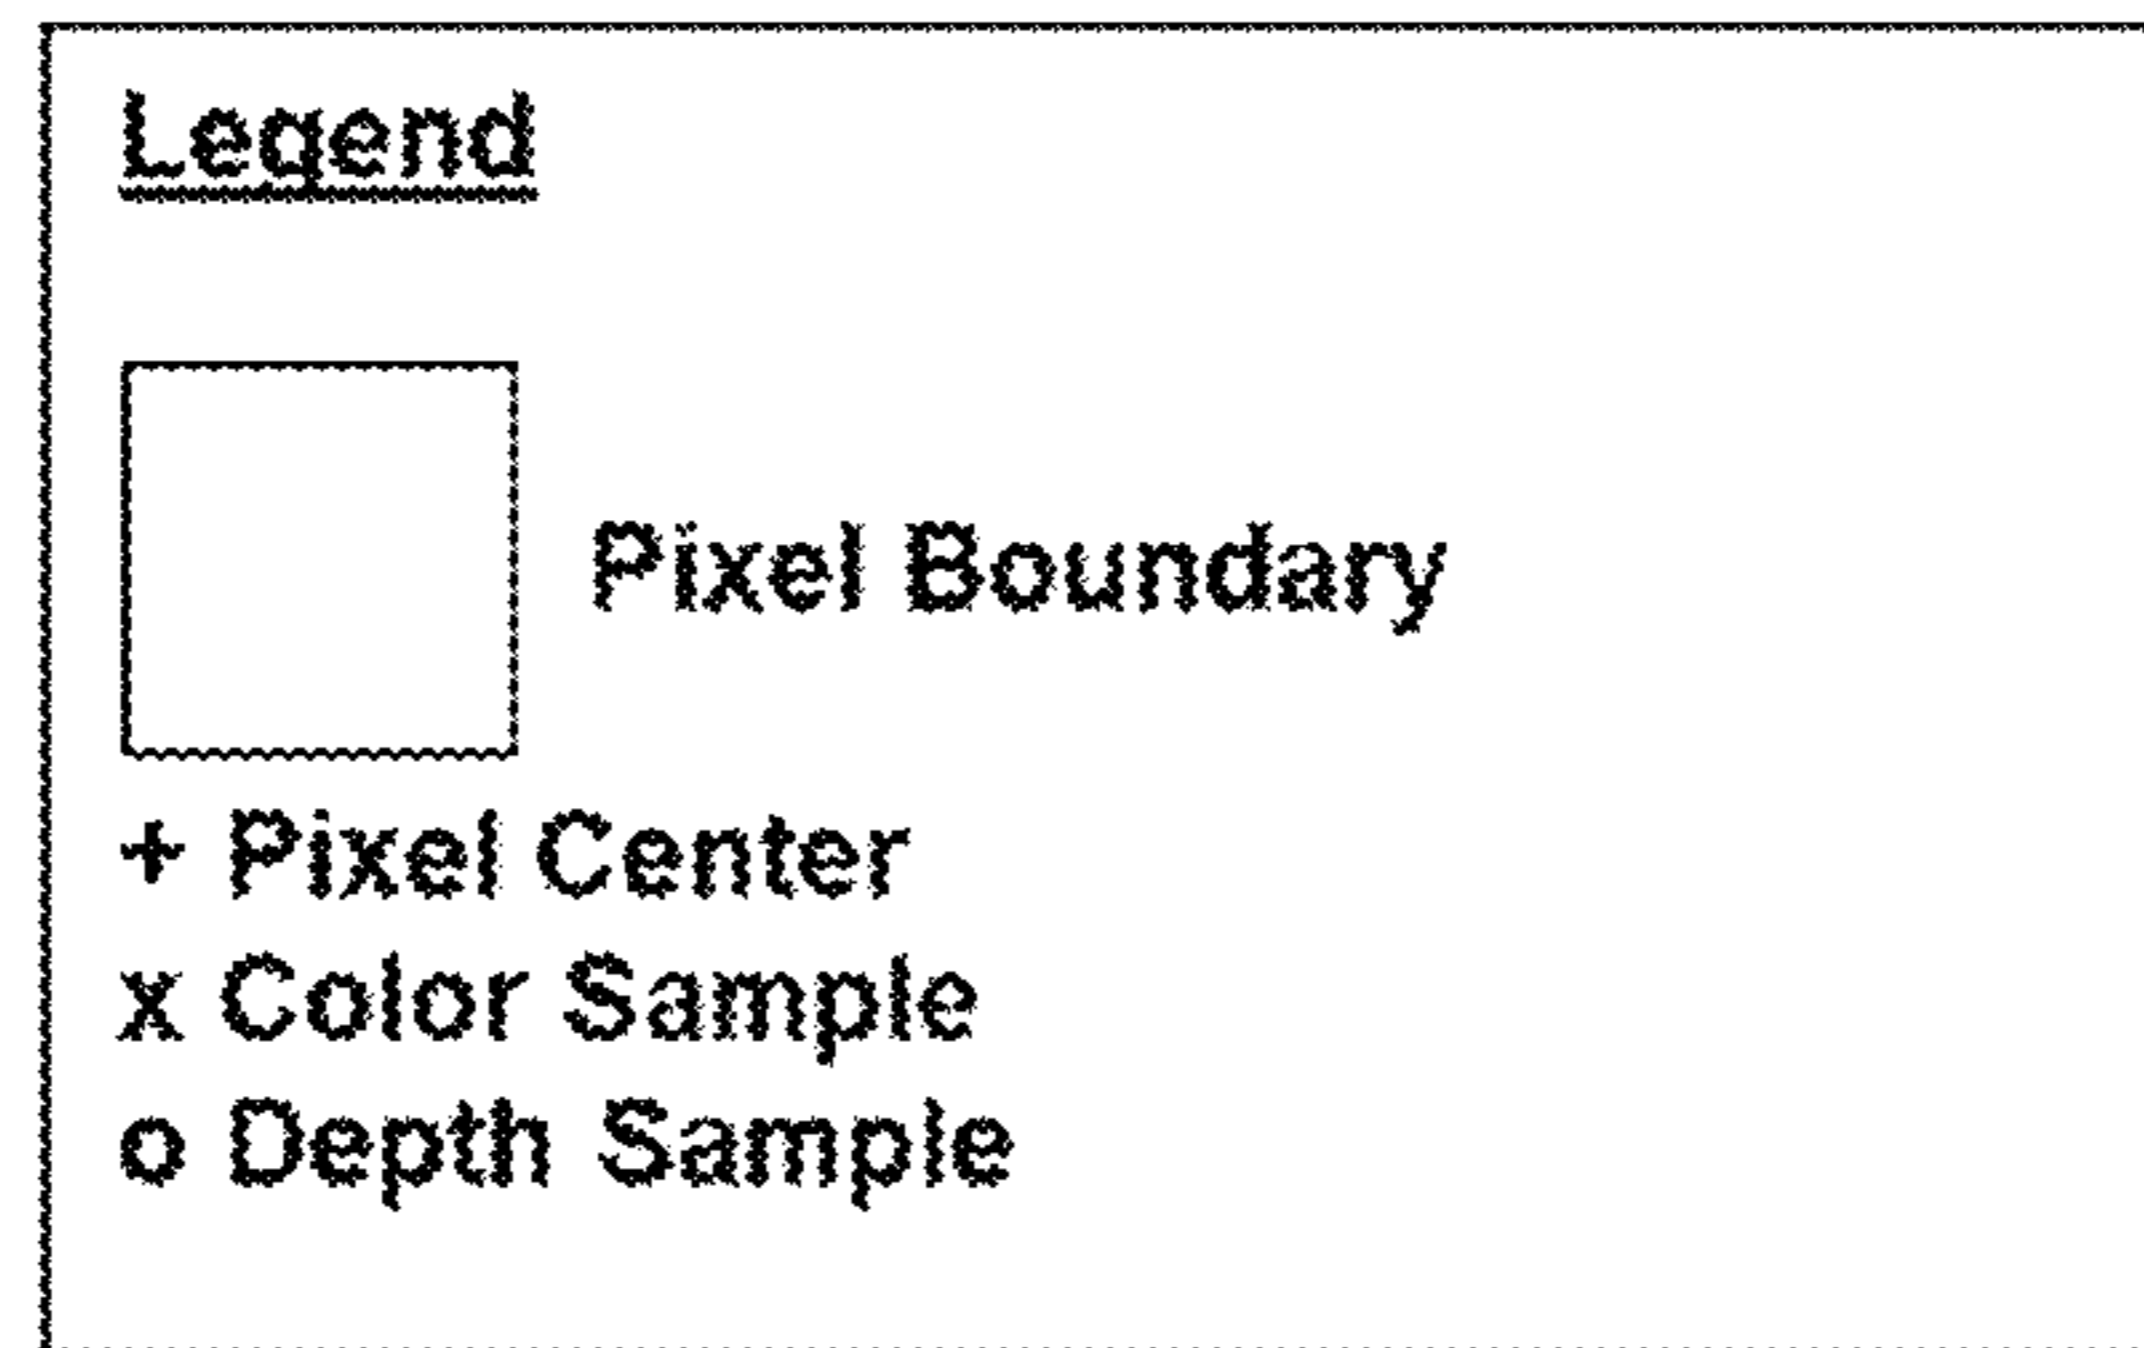 Legend
Pixel Boundary
+ Pixel Center
x Color Sample
o Depth Sample